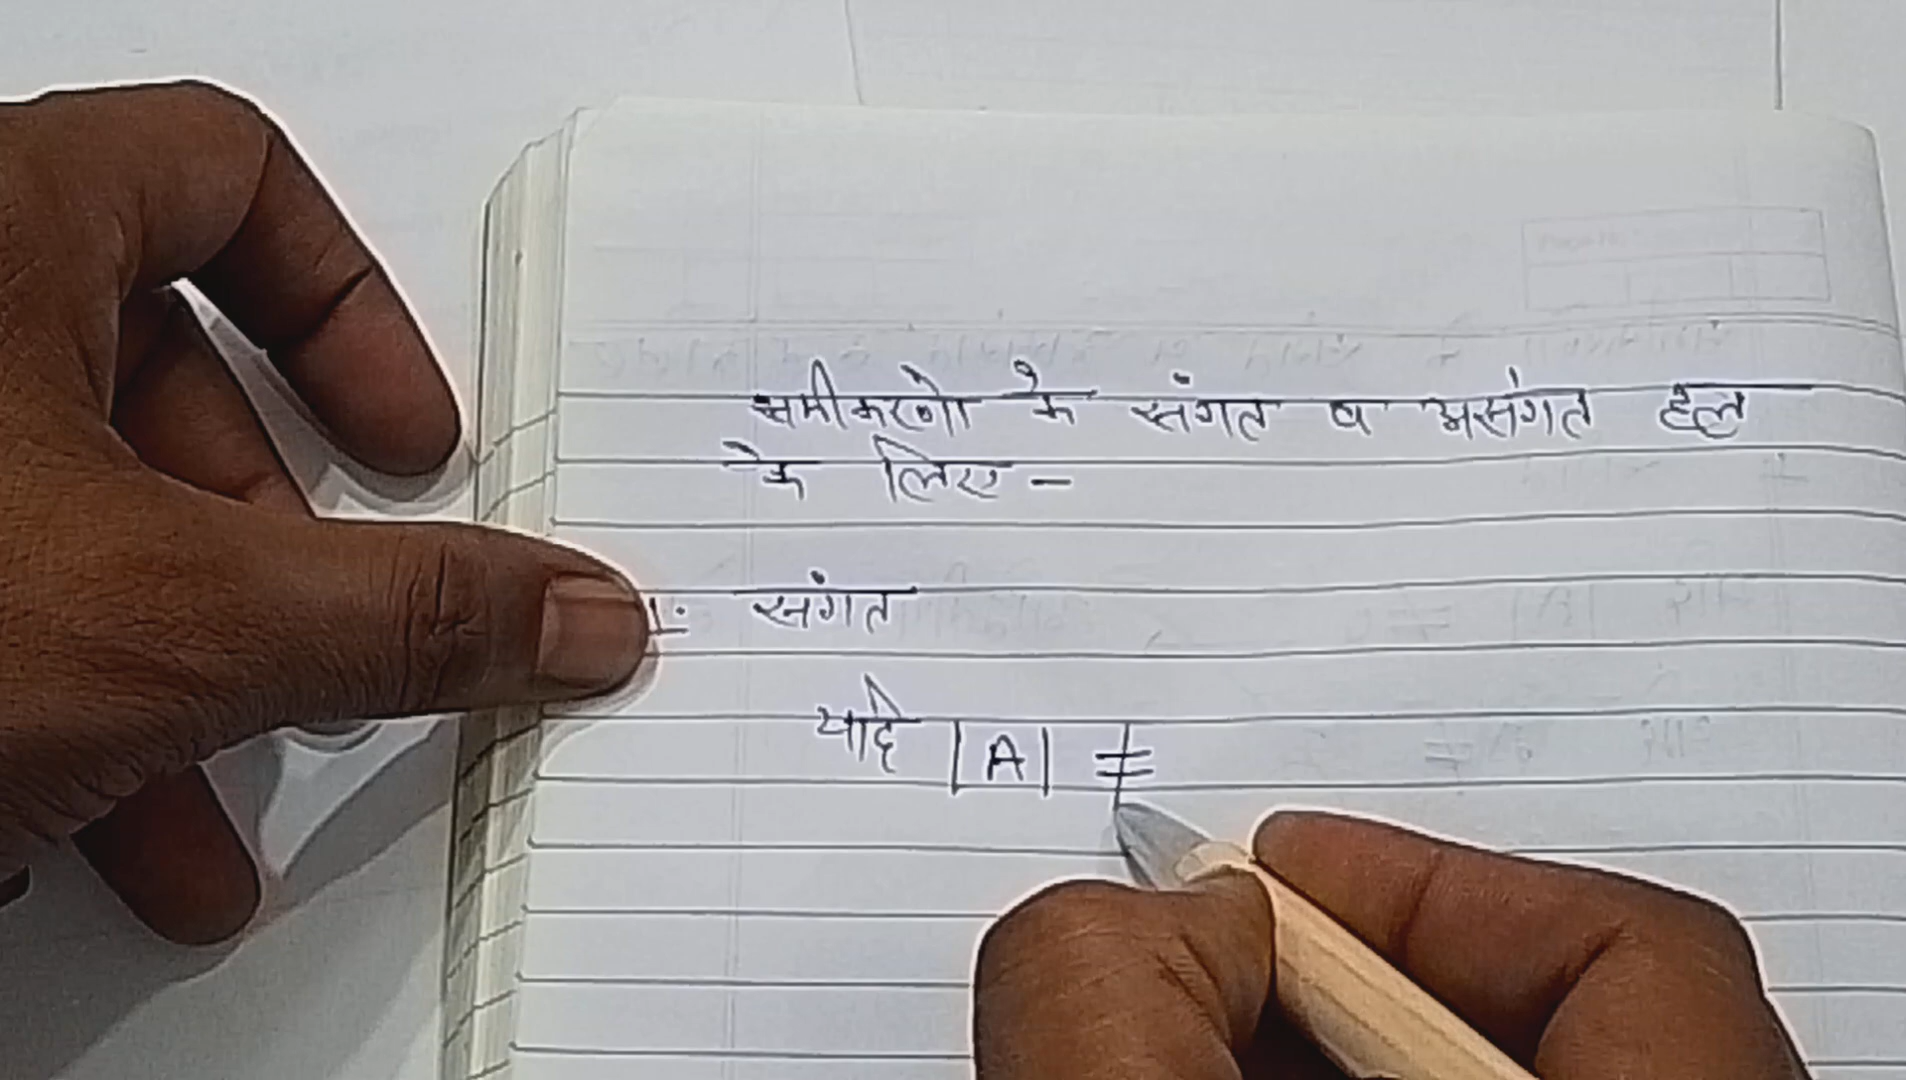 समीकरणो के संगत व असंगत हल
के लिए -
1. संगत
यदि |A| ≠